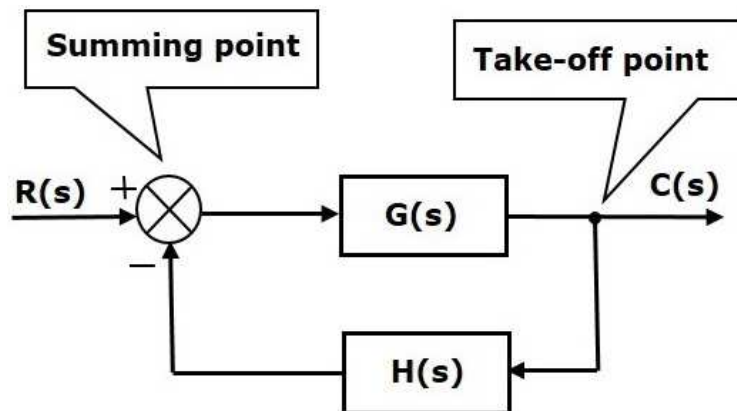 Summing point
Take-off point
R(s)
+
G(s)
C(s)
−
H(s)